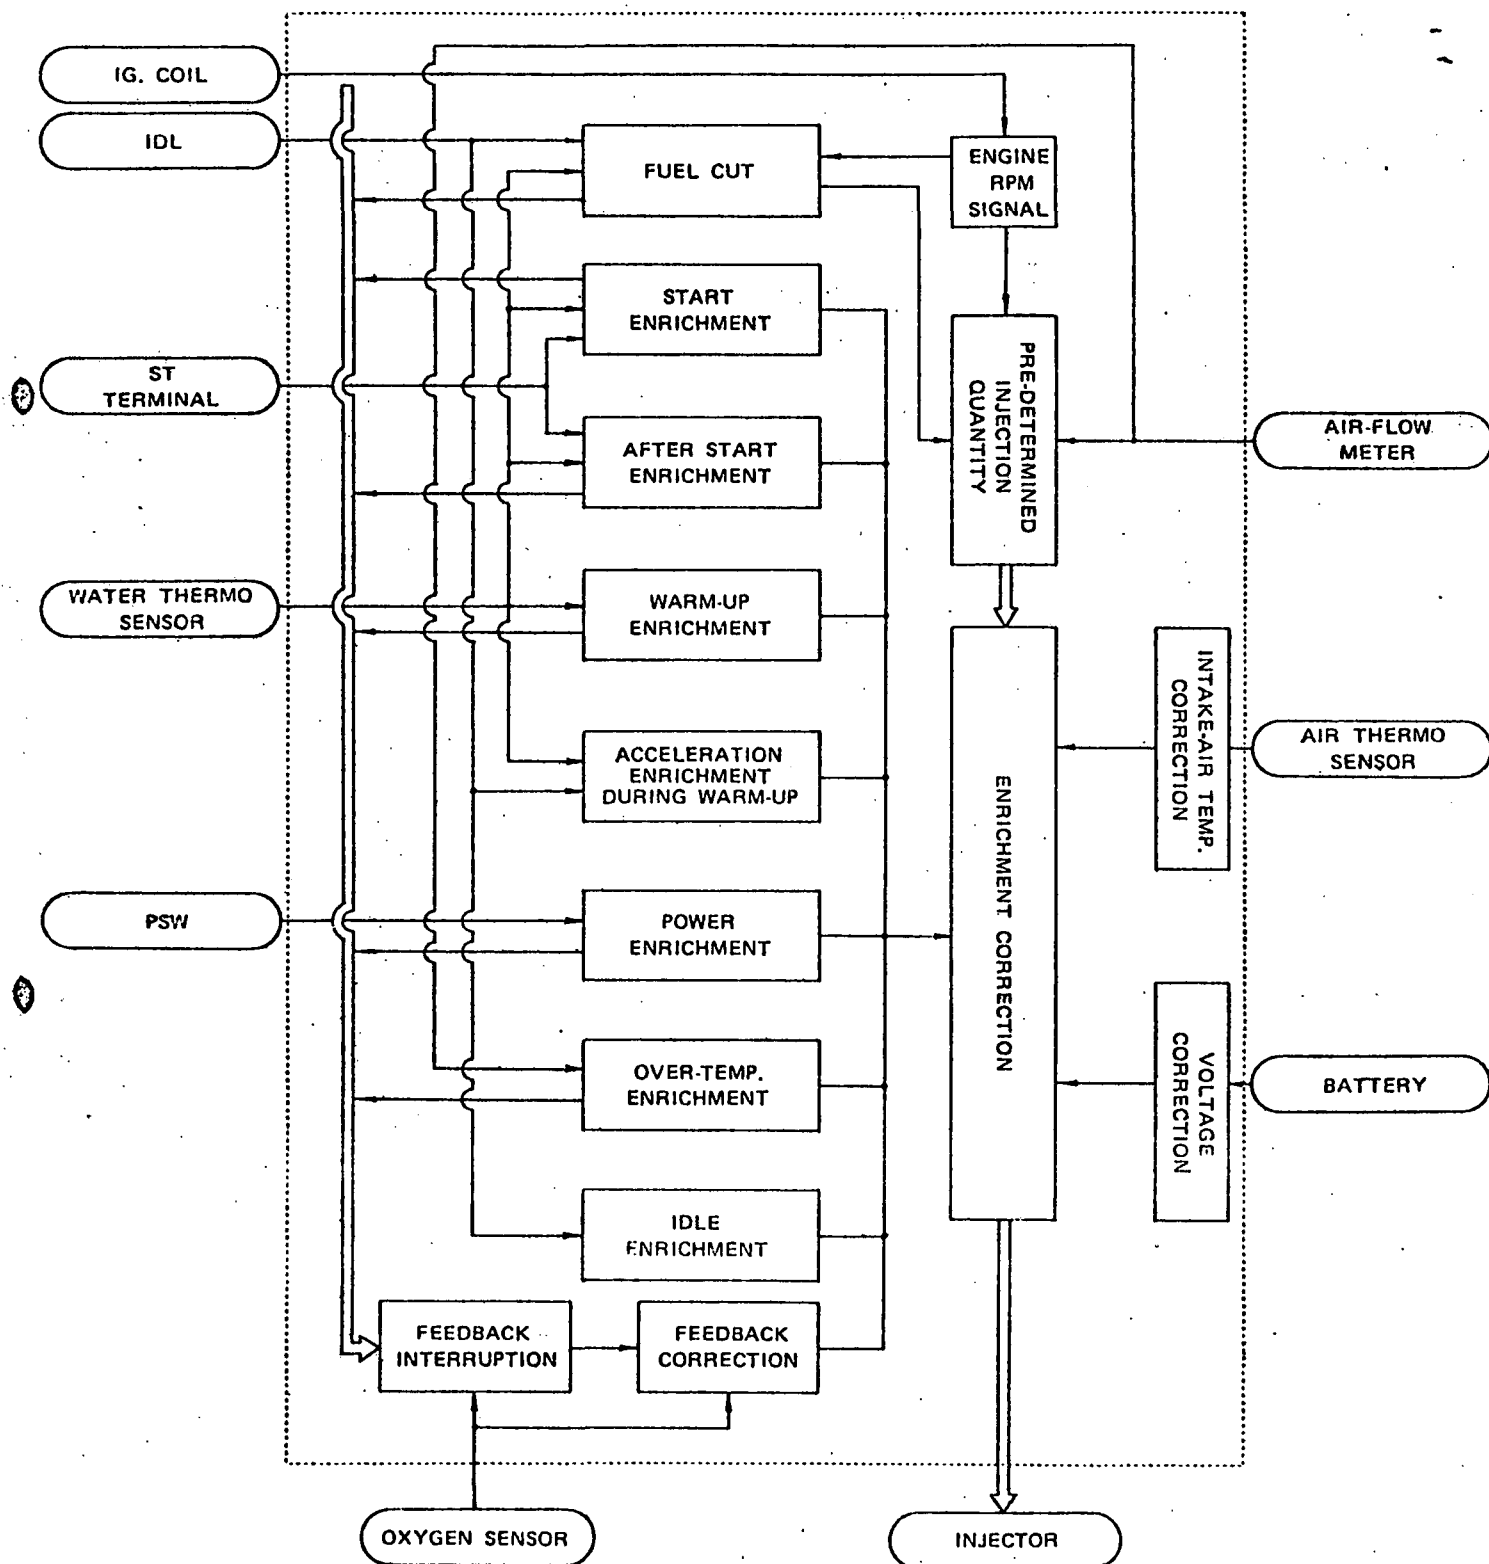 IG. COIL
IDL
FUEL CUT
ENGINE
RPM
SIGNAL
START
ENRICHMENT
ST
TERMINAL
PRE-DETERMINED
INJECTION
QUANTITY
AIR-FLOW
METER
AFTER START
ENRICHMENT
WATER THERMO
SENSOR
WARM-UP
ENRICHMENT
INTAKE-AIR TEMP.
CORRECTION
AIR THERMO
SENSOR
ACCELERATION
ENRICHMENT
DURING WARM-UP
ENRICHMENT CORRECTION
PSW
POWER
ENRICHMENT
OVER-TEMP.
ENRICHMENT
VOLTAGE
CORRECTION
BATTERY
IDLE
ENRICHMENT
FEEDBACK
INTERRUPTION
FEEDBACK
CORRECTION
OXYGEN SENSOR
INJECTOR